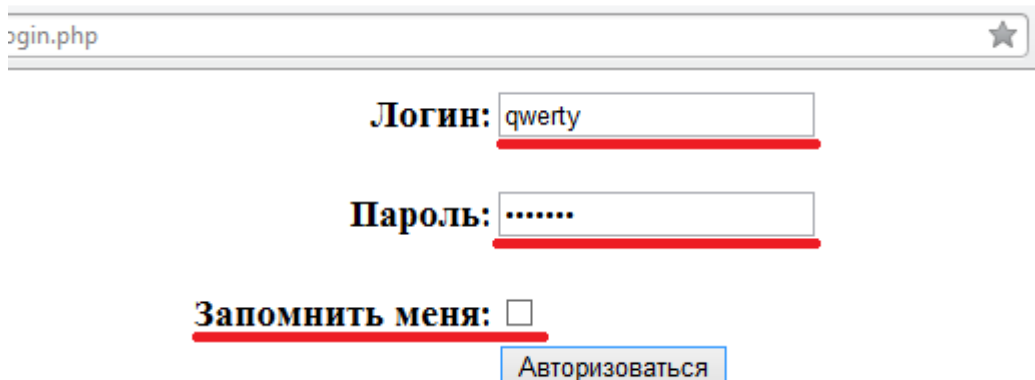 ogin.php
Логин: qwerty
Пароль: •••••••
Запомнить меня:
Авторизоваться